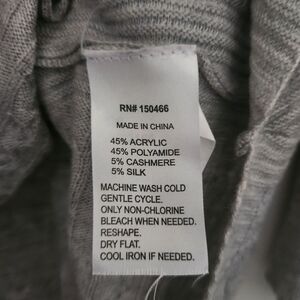 RN# 150466
MADE IN CHINA
45% ACRYLIC
45% POLYAMIDE
5% CASHMERE
5% SILK
MACHINE WASH COLD
GENTLE CYCLE.
ONLY NON-CHLORINE
BLEACH WHEN NEEDED.
RESHAPE.
DRY FLAT.
COOL IRON IF NEEDED.